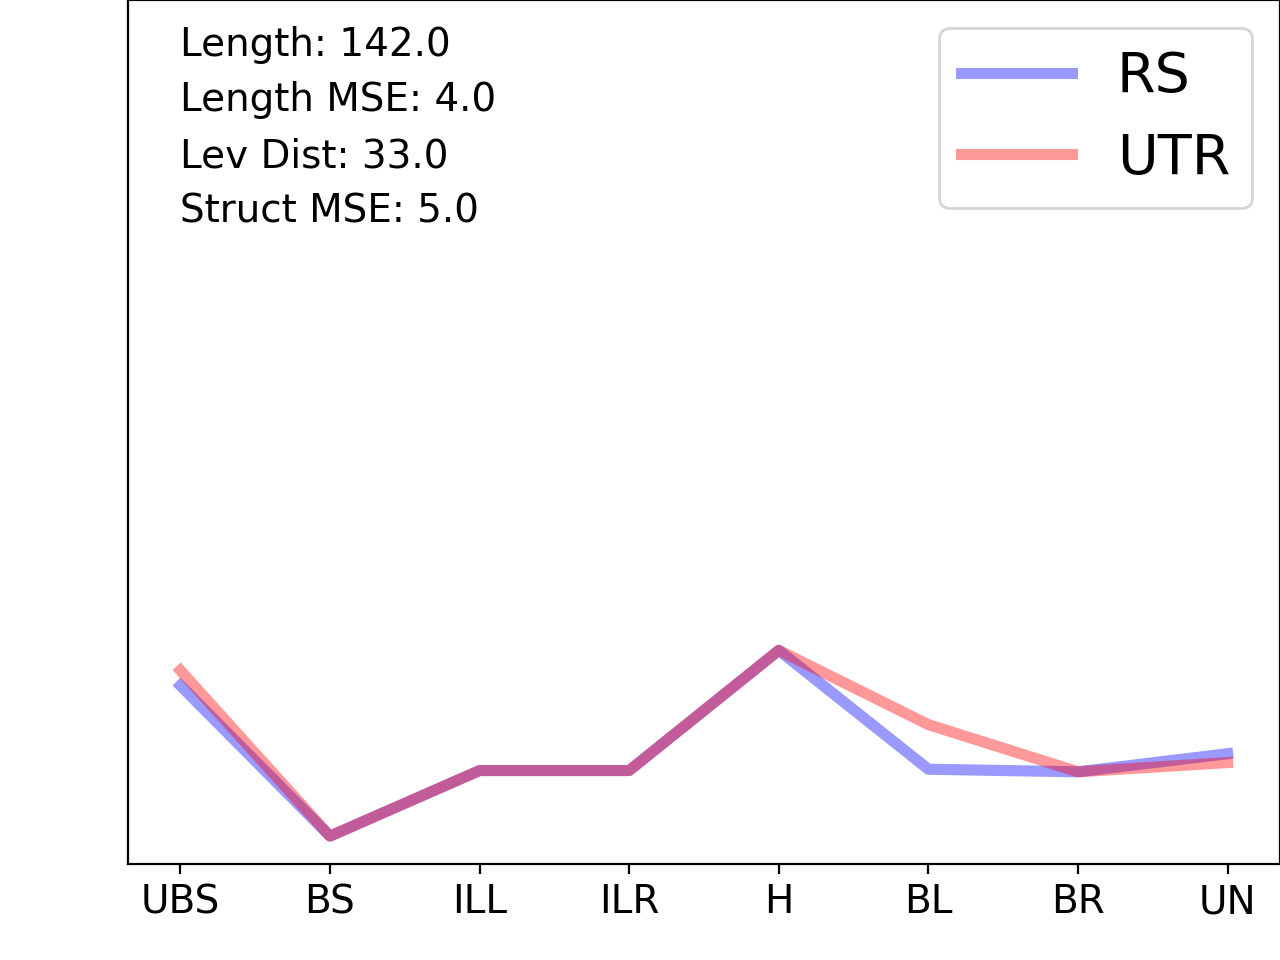 Length: 142.0
Length MSE: 4.0
Lev Dist: 33.0
Struct MSE: 5.0
RS
UTR
UBS BS ILL ILR H BL BR UN